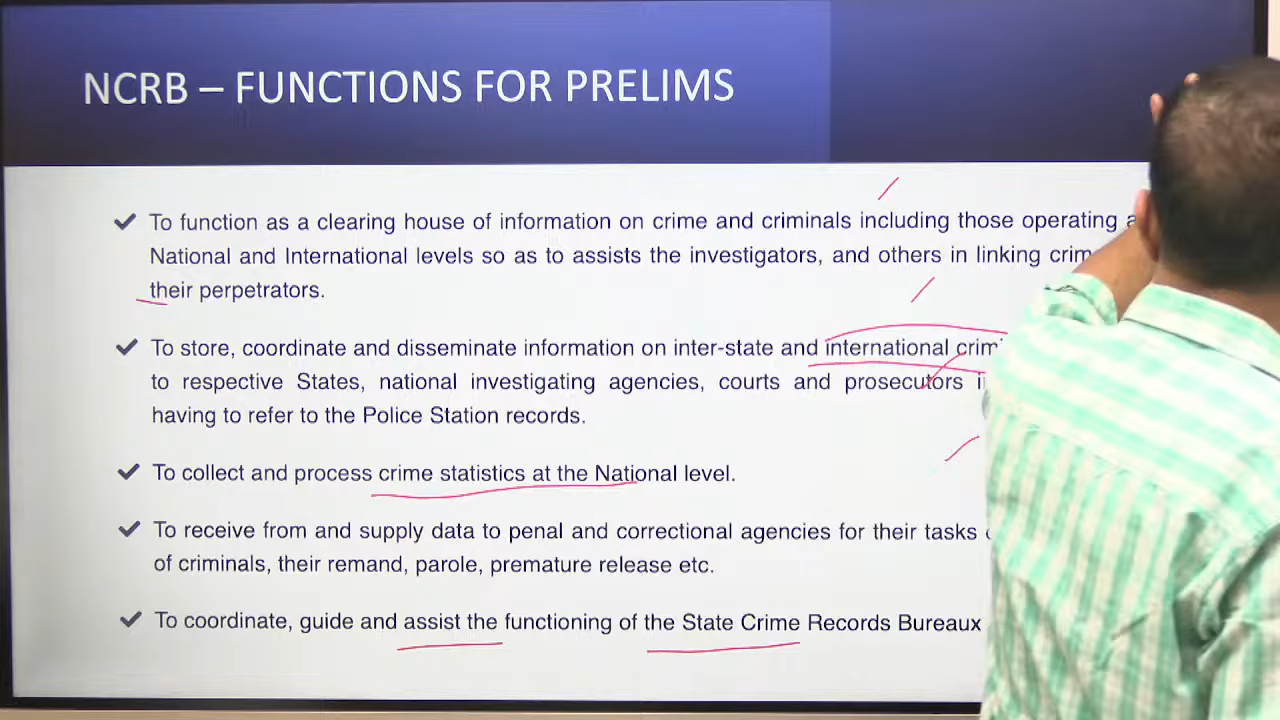 NCRB – FUNCTIONS FOR PRELIMS
✔ To function as a clearing house of information on crime and criminals including those operating
National and International levels so as to assists the investigators, and others in linking
their perpetrators.
✔ To store, coordinate and disseminate information on inter-state and international
to respective States, national investigating agencies, courts and prosecutors
having to refer to the Police Station records.
✔ To collect and process crime statistics at the National level.
✔ To receive from and supply data to penal and correctional agencies for their tasks
of criminals, their remand, parole, premature release etc.
✔ To coordinate, guide and assist the functioning of the State Crime Records Bureaux